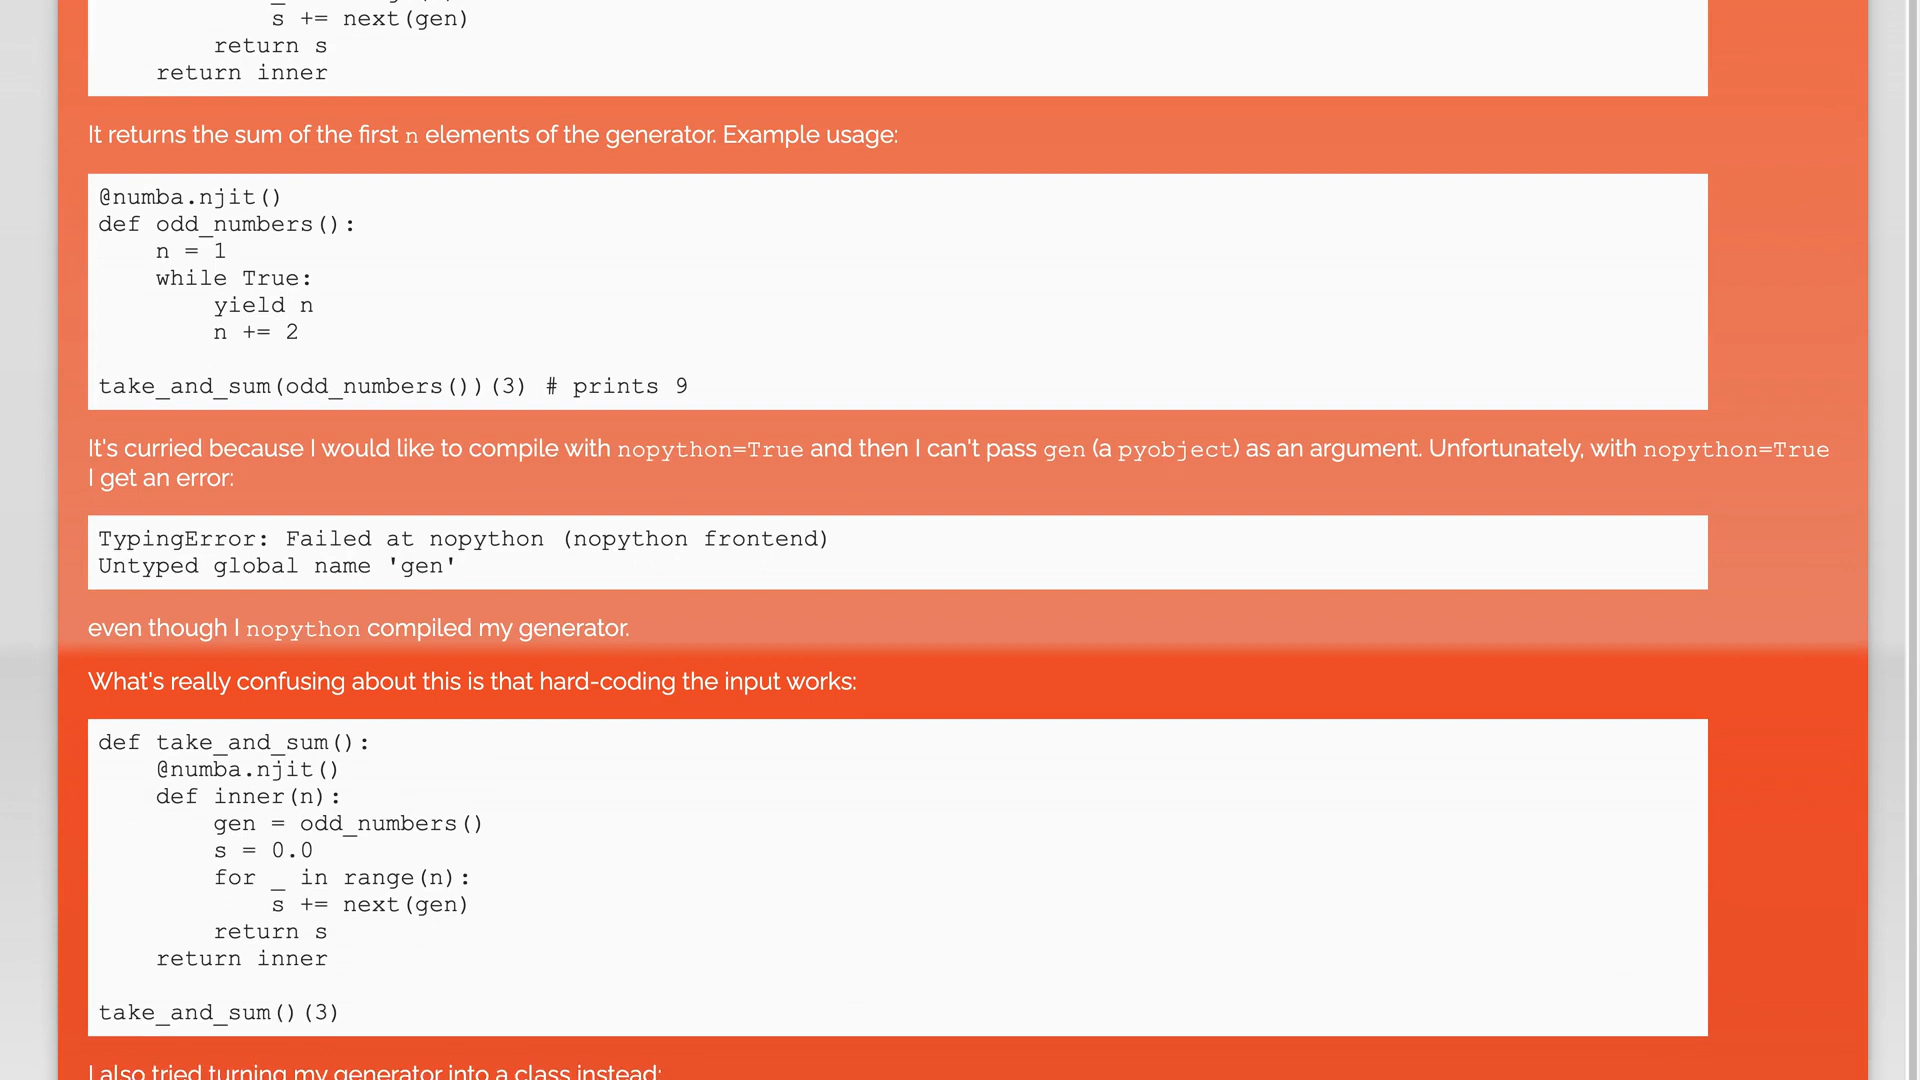 s += next(gen)
return s
return inner
It returns the sum of the first n elements of the generator. Example usage:
@numba.njit()
def odd_numbers():
n = 1
while True:
yield n
n += 2
take_and_sum(odd_numbers())(3) # prints 9
It's curried because I would like to compile with nopython=True and then I can't pass gen (a pyobject) as an argument. Unfortunately, with nopython=True
I get an error:
TypingError: Failed at nopython (nopython frontend)
Untyped global name 'gen'
even though I nopython compiled my generator.
What's really confusing about this is that hard-coding the input works:
def take_and_sum():
@numba.njit()
def inner(n):
gen = odd_numbers()
s = 0.0
for _ in range(n):
s += next(gen)
return s
return inner
take_and_sum()(3)
I also tried turning my generator into a class instead: